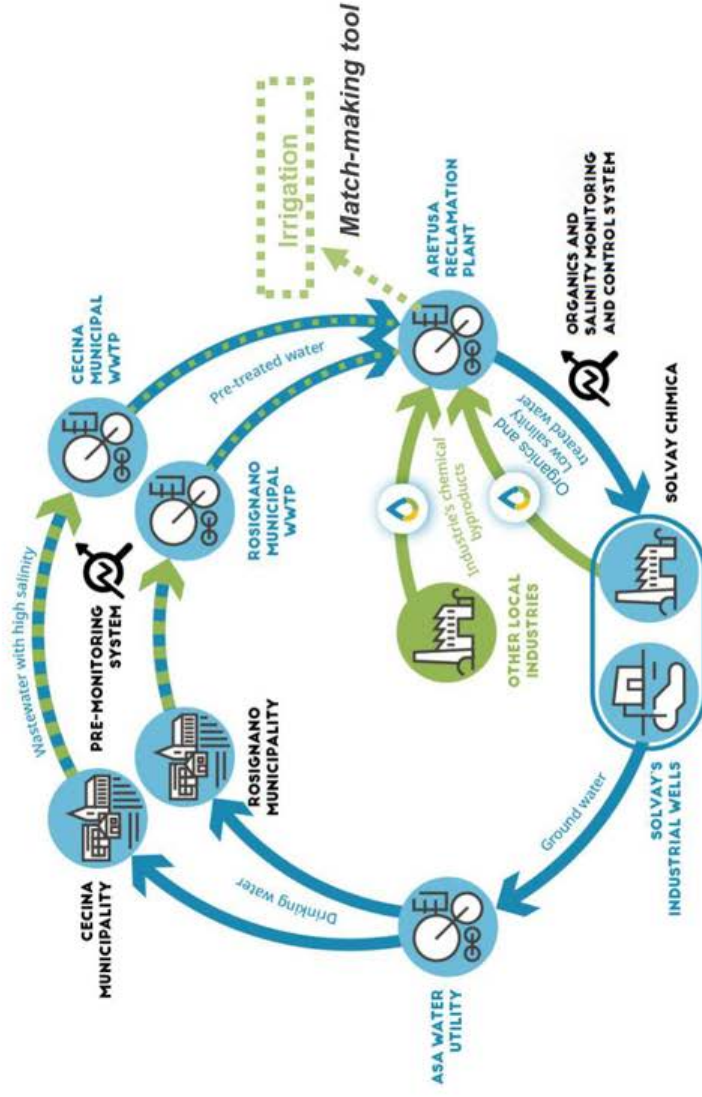 Wastewater with high salinity
CECINA
MUNICIPALITY
PRE-MONITORING
SYSTEM
CECINA
MUNICIPAL
WWTP
ROSIGNANO
MUNICIPALITY
ROSIGNANO
MUNICIPAL
WWTP
Irrigation
Match-making tool
Drinking water
Pre-treated water
ASA WATER
UTILITY
OTHER LOCAL
INDUSTRIES
Industrie's chemical
byproducts
ARETUSA
RECLAMATION
PLANT
Ground water
Organics and
Low salinity
treated water
ORGANICS AND
SALINITY MONITORING
AND CONTROL SYSTEM
SOLVAY'S
INDUSTRIAL WELLS
SOLVAY CHIMICA